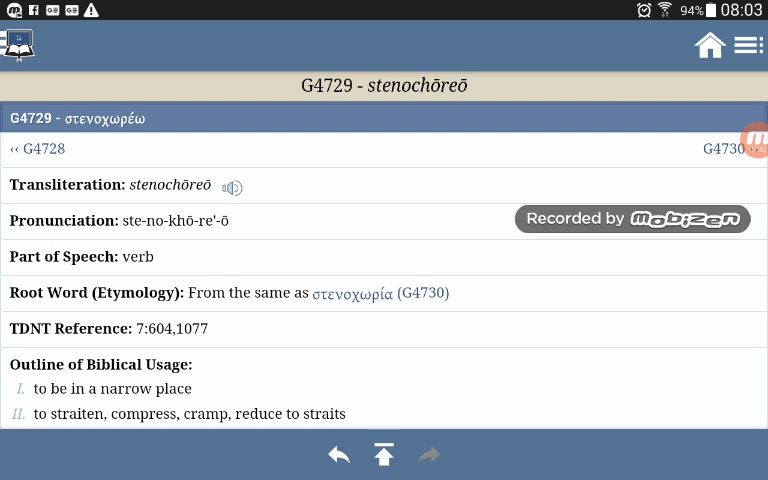 94% 08:03
G4729 - stenochōreō
G4729 - στενοχωρέω
‹‹ G4728
G4730
Transliteration: stenochōreō
Pronunciation: ste-no-khō-re'-ō
Recorded by mobizen
Part of Speech: verb
Root Word (Etymology): From the same as στενοχωρία (G4730)
TDNT Reference: 7:604,1077
Outline of Biblical Usage:
I. to be in a narrow place
II. to straiten, compress, cramp, reduce to straits